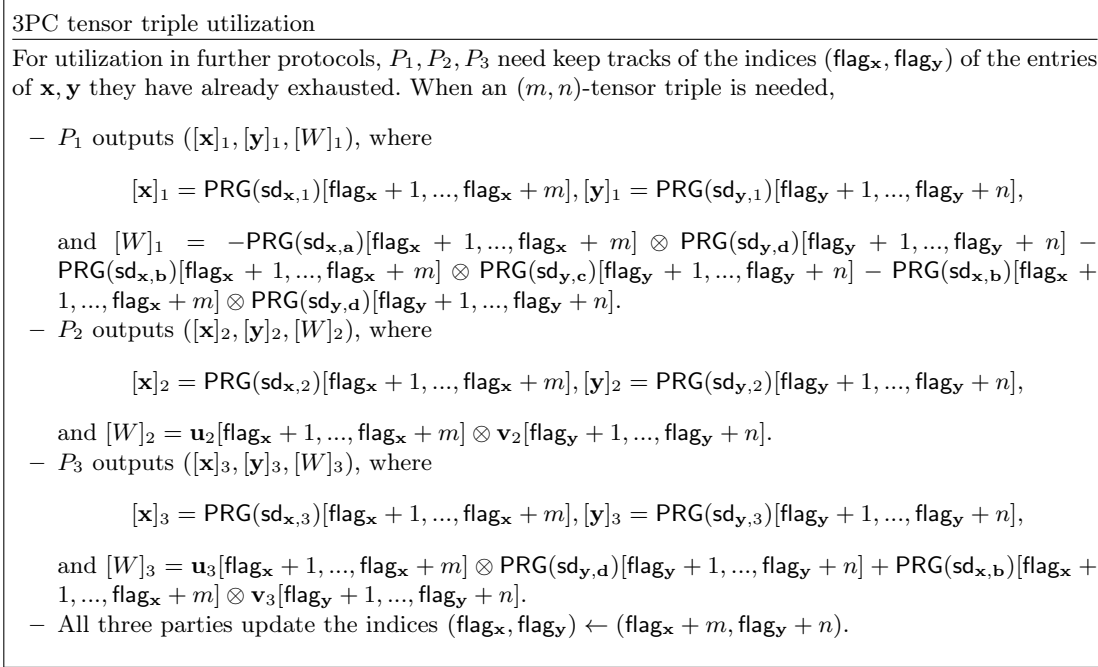 3PC tensor triple utilization
For utilization in further protocols, P₁, P₂, P₃ need keep tracks of the indices (flagₓ, flag_y) of the entries
of x, y they have already exhausted. When an (m, n)-tensor triple is needed,
– P₁ outputs ([x]₁, [y]₁, [W]₁), where
[x]₁ = PRG(sd_{x,1})[flag_x + 1, ..., flag_x + m], [y]₁ = PRG(sd_{y,1})[flag_y + 1, ..., flag_y + n],
and [W]₁ = −PRG(sd_{x,a})[flag_x + 1, ..., flag_x + m] ⊗ PRG(sd_{y,d})[flag_y + 1, ..., flag_y + n] −
PRG(sd_{x,b})[flag_x + 1, ..., flag_x + m] ⊗ PRG(sd_{y,c})[flag_y + 1, ..., flag_y + n] − PRG(sd_{x,b})[flag_x +
1, ..., flag_x + m] ⊗ PRG(sd_{y,d})[flag_y + 1, ..., flag_y + n].
– P₂ outputs ([x]₂, [y]₂, [W]₂), where
[x]₂ = PRG(sd_{x,2})[flag_x + 1, ..., flag_x + m], [y]₂ = PRG(sd_{y,2})[flag_y + 1, ..., flag_y + n],
and [W]₂ = u₂[flag_x + 1, ..., flag_x + m] ⊗ v₂[flag_y + 1, ..., flag_y + n].
– P₃ outputs ([x]₃, [y]₃, [W]₃), where
[x]₃ = PRG(sd_{x,3})[flag_x + 1, ..., flag_x + m], [y]₃ = PRG(sd_{y,3})[flag_y + 1, ..., flag_y + n],
and [W]₃ = u₃[flag_x + 1, ..., flag_x + m] ⊗ PRG(sd_{y,d})[flag_y + 1, ..., flag_y + n] + PRG(sd_{x,b})[flag_x +
1, ..., flag_x + m] ⊗ v₃[flag_y + 1, ..., flag_y + n].
– All three parties update the indices (flag_x, flag_y) ← (flag_x + m, flag_y + n).